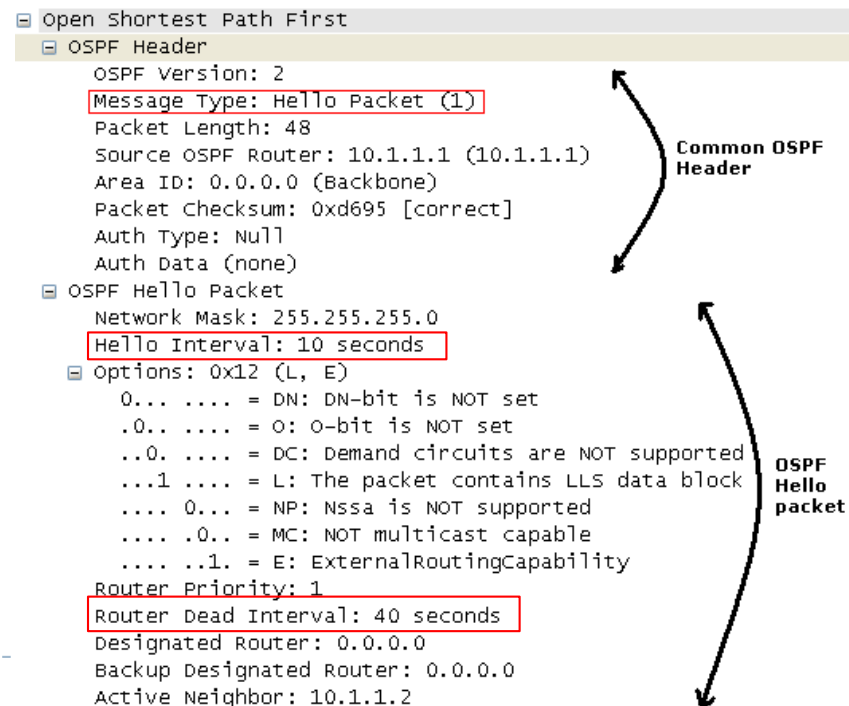 Open Shortest Path First
OSPF Header
OSPF Version: 2
Message Type: Hello Packet (1)
Packet Length: 48
Source OSPF Router: 10.1.1.1 (10.1.1.1)
Area ID: 0.0.0.0 (Backbone)
Packet Checksum: 0xd695 [correct]
Auth Type: Null
Auth Data (none)
Common OSPF
Header
OSPF Hello Packet
Network Mask: 255.255.255.0
Hello Interval: 10 seconds
Options: 0x12 (L, E)
0... .... = DN: DN-bit is NOT set
.0.. .... = O: O-bit is NOT set
..0. .... = DC: Demand circuits are NOT supported
...1 .... = L: The packet contains LLS data block
.... 0... = NP: Nssa is NOT supported
.... .0.. = MC: NOT multicast capable
.... ..1. = E: ExternalRoutingCapability
Router Priority: 1
Router Dead Interval: 40 seconds
Designated Router: 0.0.0.0
Backup Designated Router: 0.0.0.0
Active Neighbor: 10.1.1.2
OSPF
Hello
packet